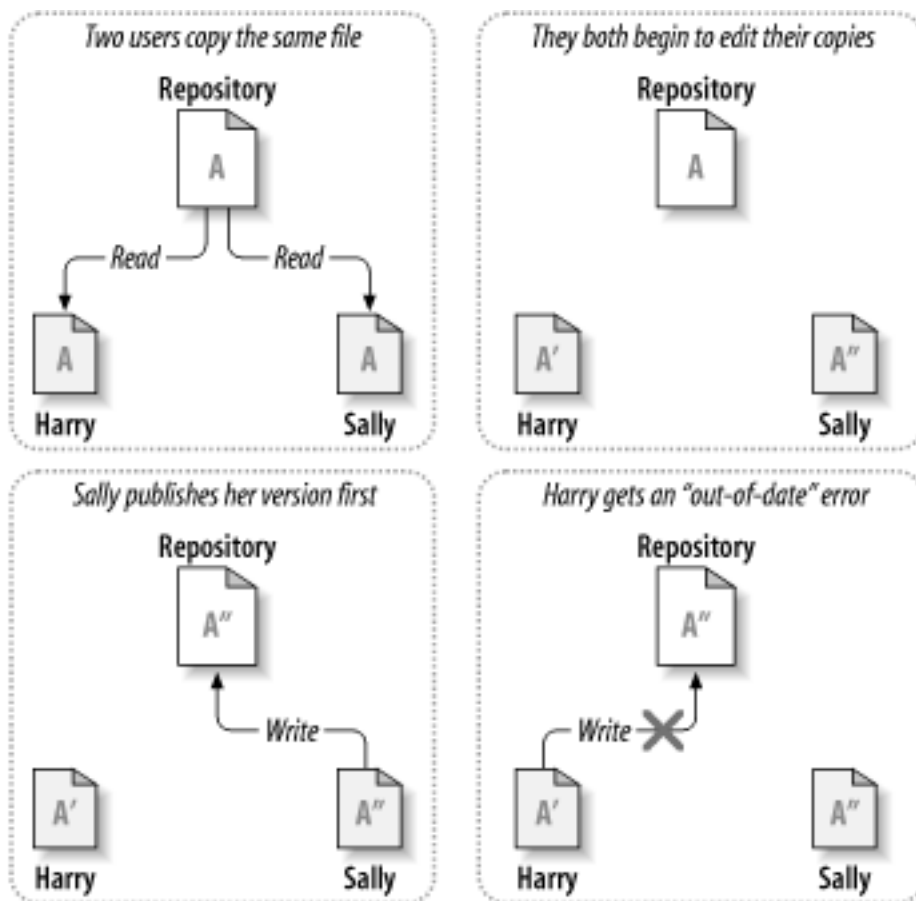 Two users copy the same file
Repository
A
Read
Read
A
A
Harry
Sally
They both begin to edit their copies
Repository
A
A'
A"
Harry
Sally
Sally publishes her version first
Repository
A"
Write
A'
A"
Harry
Sally
Harry gets an “out-of-date” error
Repository
A"
Write
A'
A"
Harry
Sally